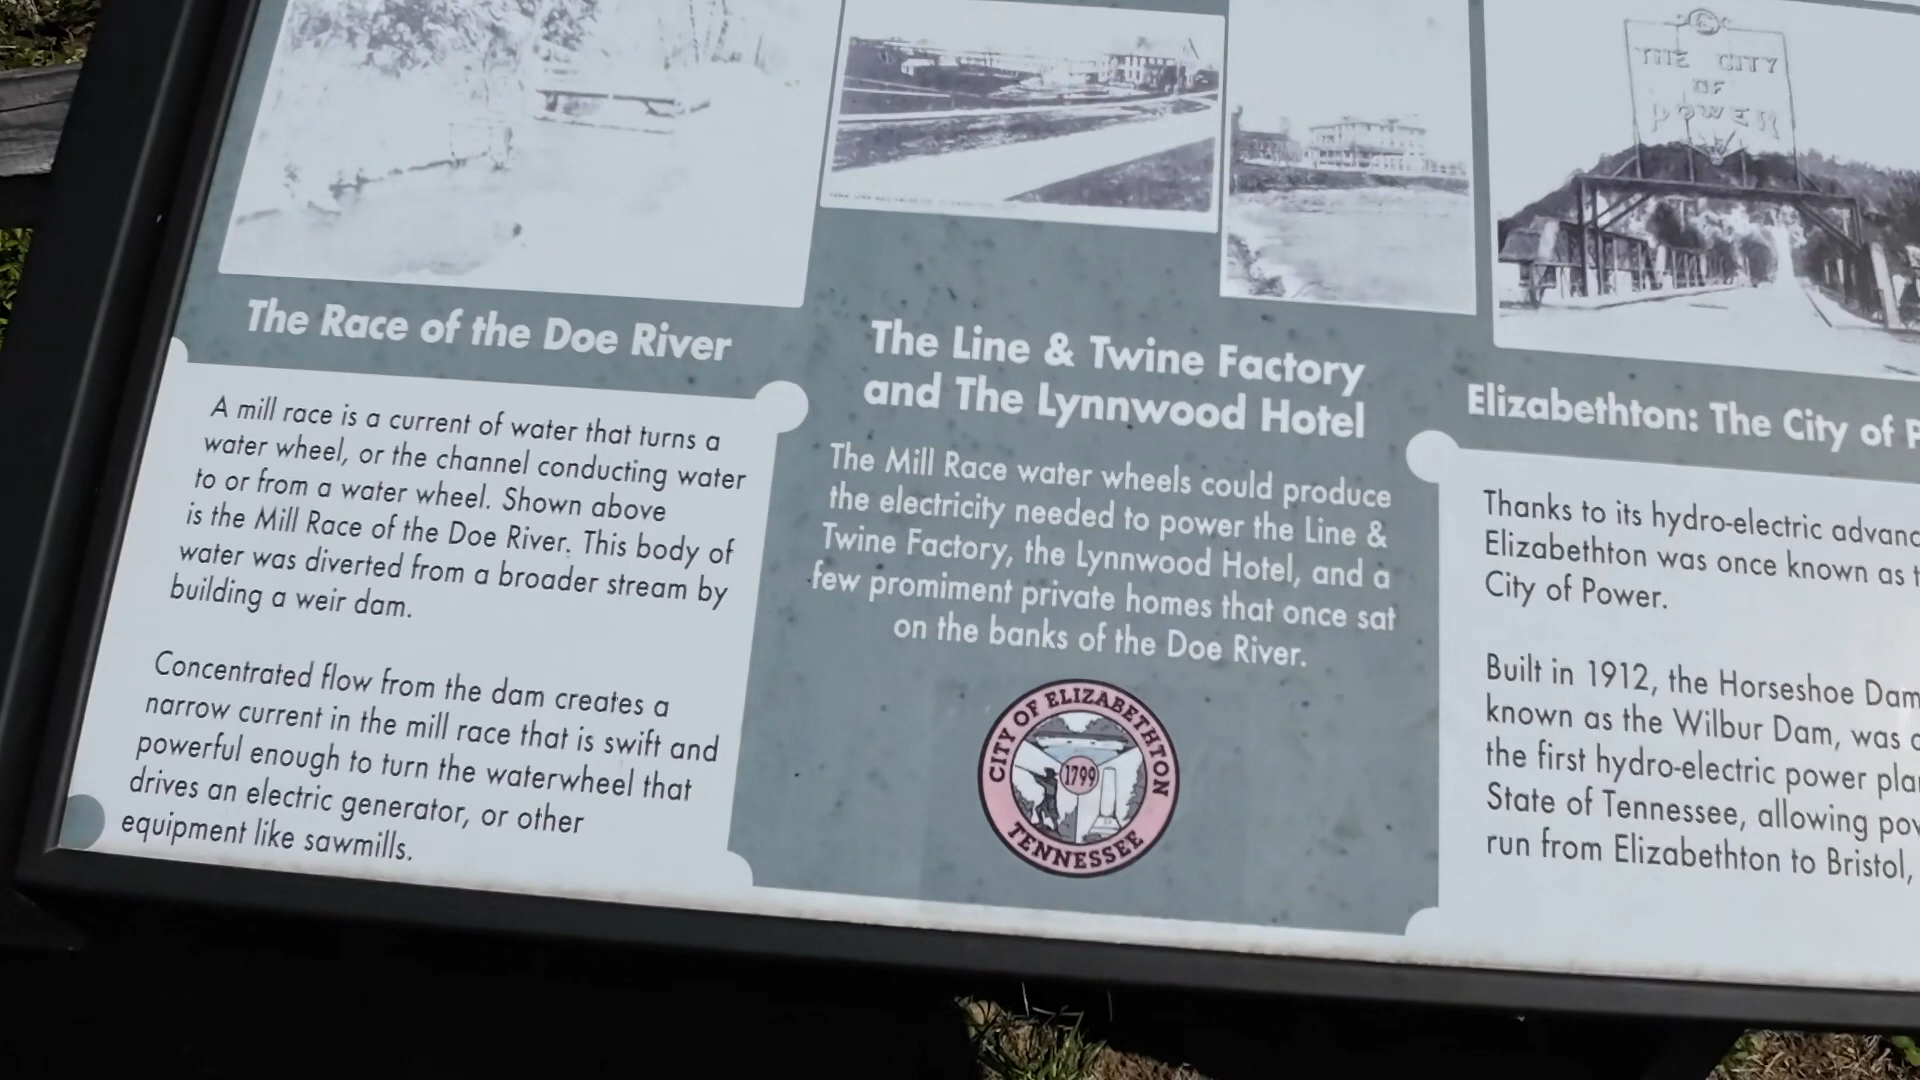 THE CITY
OF
POWER
The Race of the Doe River
A mill race is a current of water that turns a
water wheel, or the channel conducting water
to or from a water wheel. Shown above
is the Mill Race of the Doe River. This body of
water was diverted from a broader stream by
building a weir dam.
Concentrated flow from the dam creates a
narrow current in the mill race that is swift and
powerful enough to turn the waterwheel that
drives an electric generator, or other
equipment like sawmills.
The Line & Twine Factory
and The Lynnwood Hotel
The Mill Race water wheels could produce
the electricity needed to power the Line &
Twine Factory, the Lynnwood Hotel, and a
few promiment private homes that once sat
on the banks of the Doe River.
CITY OF ELIZABETHTON
1799
TENNESSEE
Elizabethton: The City of
Thanks to its hydro-electric
Elizabethton was once known as
City of Power.
Built in 1912, the Horseshoe Dam
known as the Wilbur Dam, was
the first hydro-electric power
State of Tennessee, allowing
run from Elizabethton to Bristol,